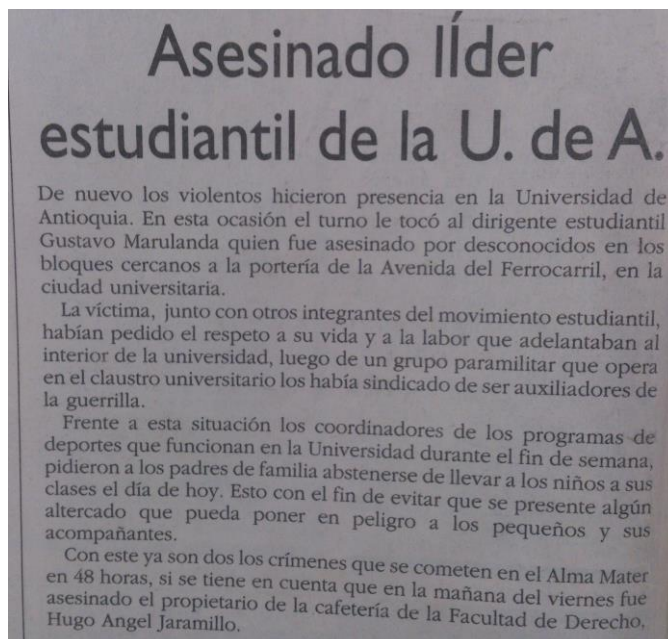 Asesinado lÍder
estudiantil de la U. de A.
De nuevo los violentos hicieron presencia en la Universidad de
Antioquia. En esta ocasión el turno le tocó al dirigente estudiantil
Gustavo Marulanda quien fue asesinado por desconocidos en los
bloques cercanos a la portería de la Avenida del Ferrocarril, en la
ciudad universitaria.
La víctima, junto con otros integrantes del movimiento estudiantil,
habían pedido el respeto a su vida y a la labor que adelantaban al
interior de la universidad, luego de un grupo paramilitar que opera
en el claustro universitario los había sindicado de ser auxiliadores de
la guerrilla.
Frente a esta situación los coordinadores de los programas de
deportes que funcionan en la Universidad durante el fin de semana,
pidieron a los padres de familia abstenerse de llevar a los niños a sus
clases el día de hoy. Esto con el fin de evitar que se presente algún
altercado que pueda poner en peligro a los pequeños y sus
acompañantes.
Con este ya son dos los crímenes que se cometen en el Alma Mater
en 48 horas, si se tiene en cuenta que en la mañana del viernes fue
asesinado el propietario de la cafetería de la Facultad de Derecho,
Hugo Angel Jaramillo.